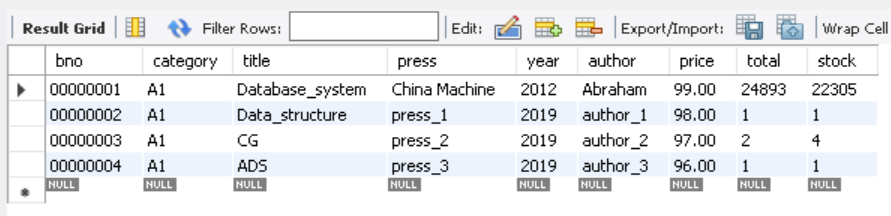 Result Grid Filter Rows: Edit: Export/Import: Wrap Cell
bno category title press year author price total stock
00000001 A1 Database_system China Machine 2012 Abraham 99.00 24893 22305
00000002 A1 Data_structure press_1 2019 author_1 98.00 1 1
00000003 A1 CG press_2 2019 author_2 97.00 2 4
00000004 A1 ADS press_3 2019 author_3 96.00 1 1
NULL NULL NULL NULL NULL NULL NULL NULL NULL